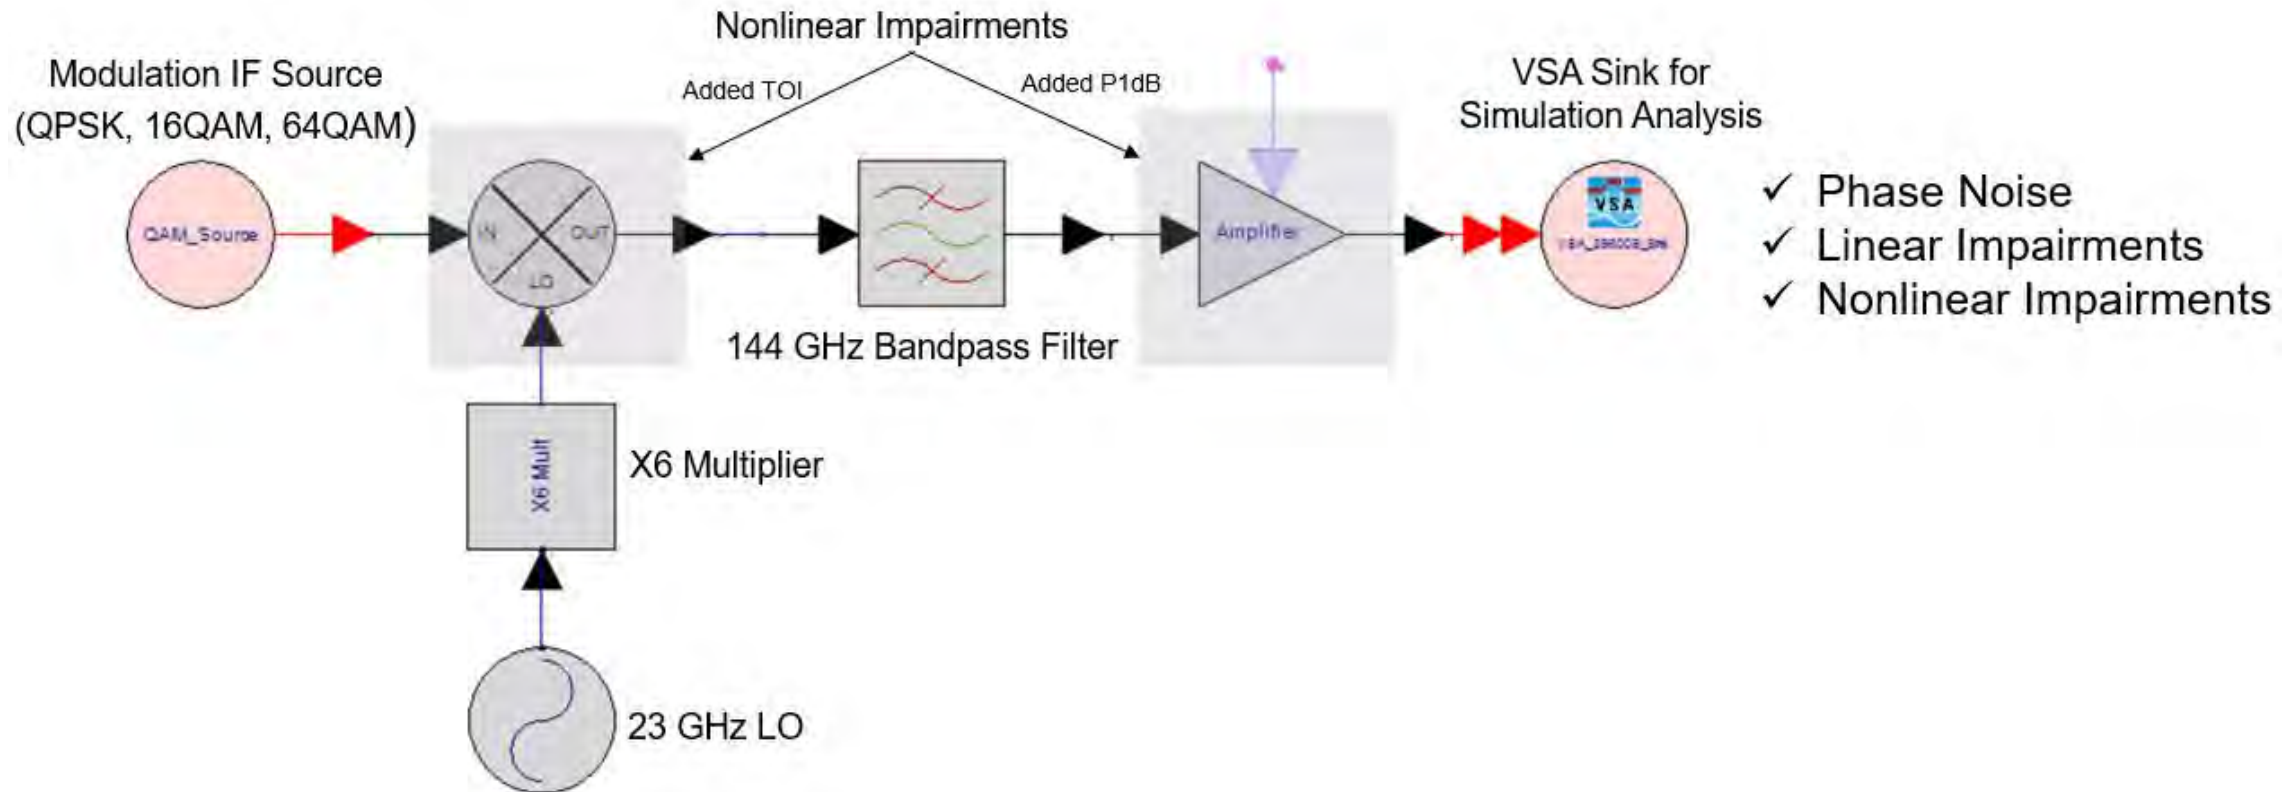 Nonlinear Impairments
Modulation IF Source
(QPSK, 16QAM, 64QAM)
Added TOI
Added P1dB
VSA Sink for
Simulation Analysis
QAM_Source
IN
OUT
LO
Amplifier
VSA
✓ Phase Noise
✓ Linear Impairments
✓ Nonlinear Impairments
144 GHz Bandpass Filter
X6 Mult
X6 Multiplier
23 GHz LO